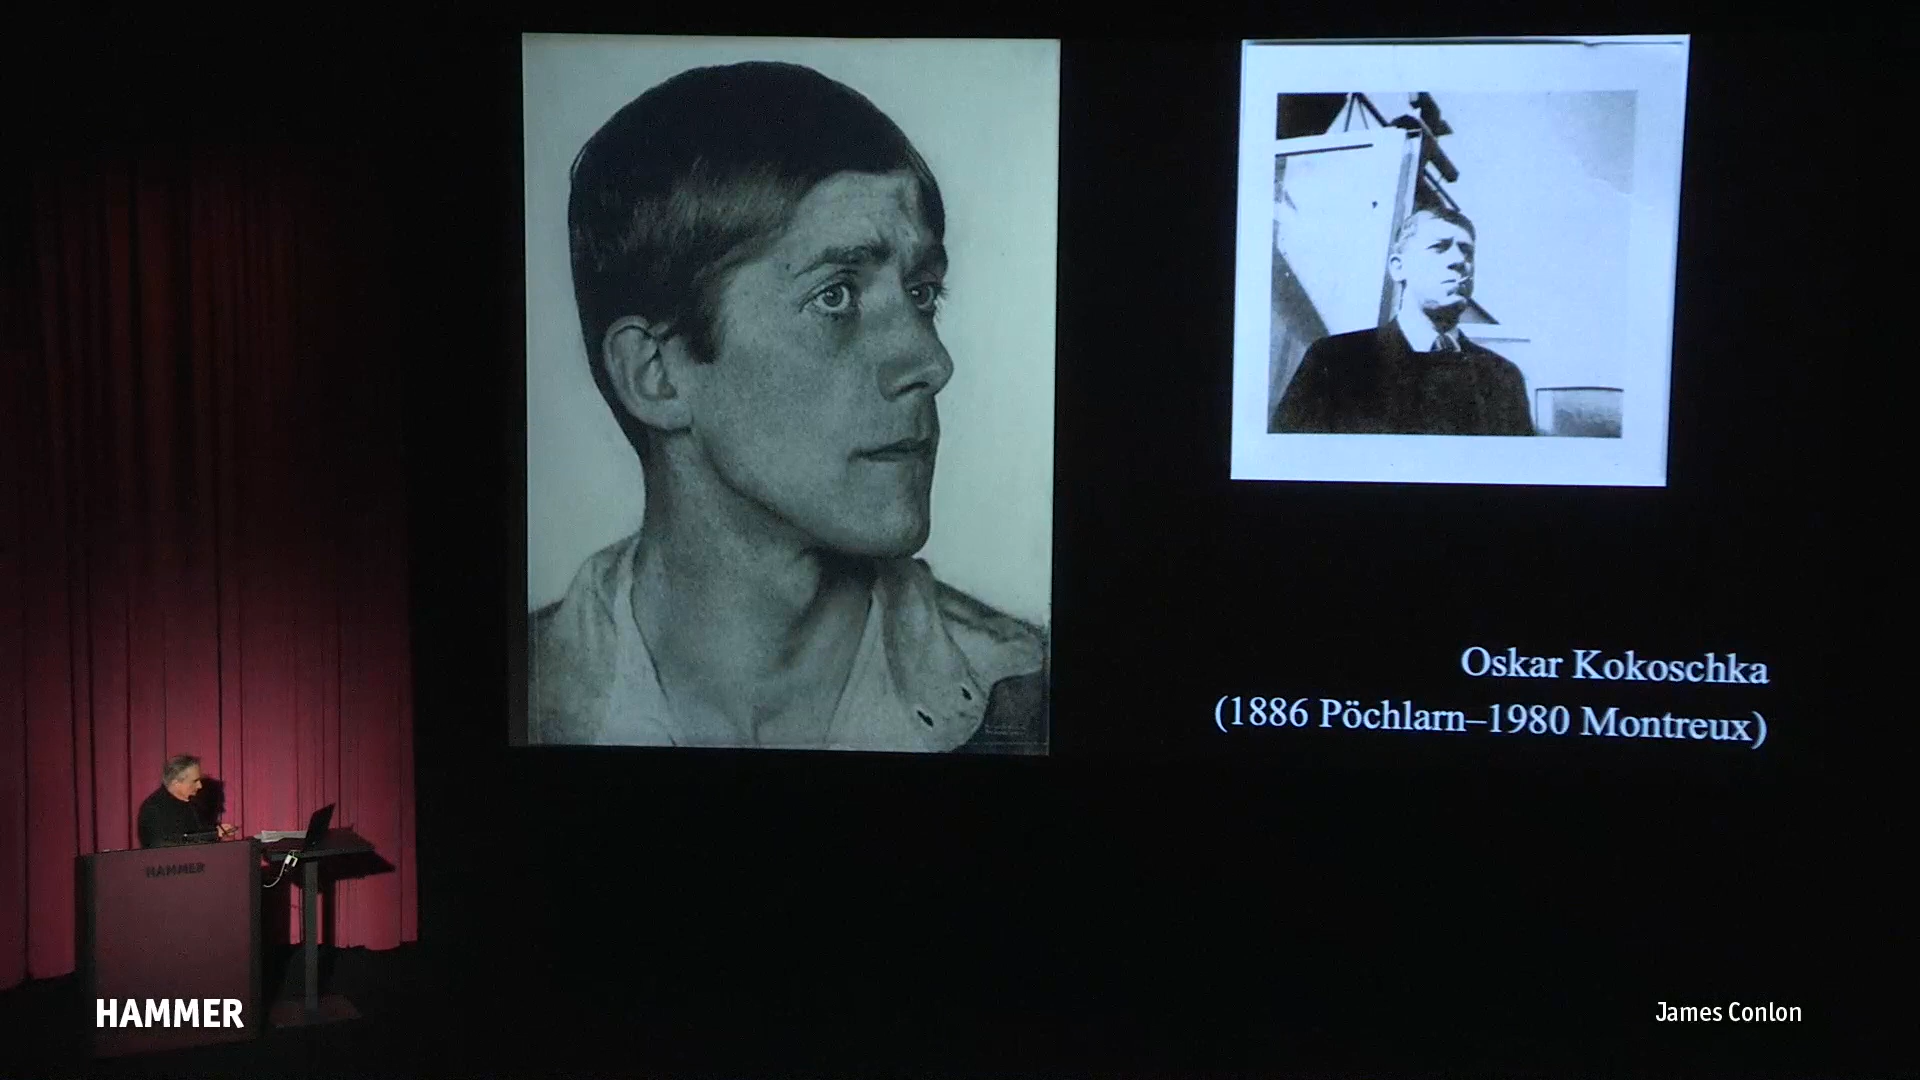 Oskar Kokoschka
(1886 Pöchlarn–1980 Montreux)
HAMMER
HAMMER
James Conlon